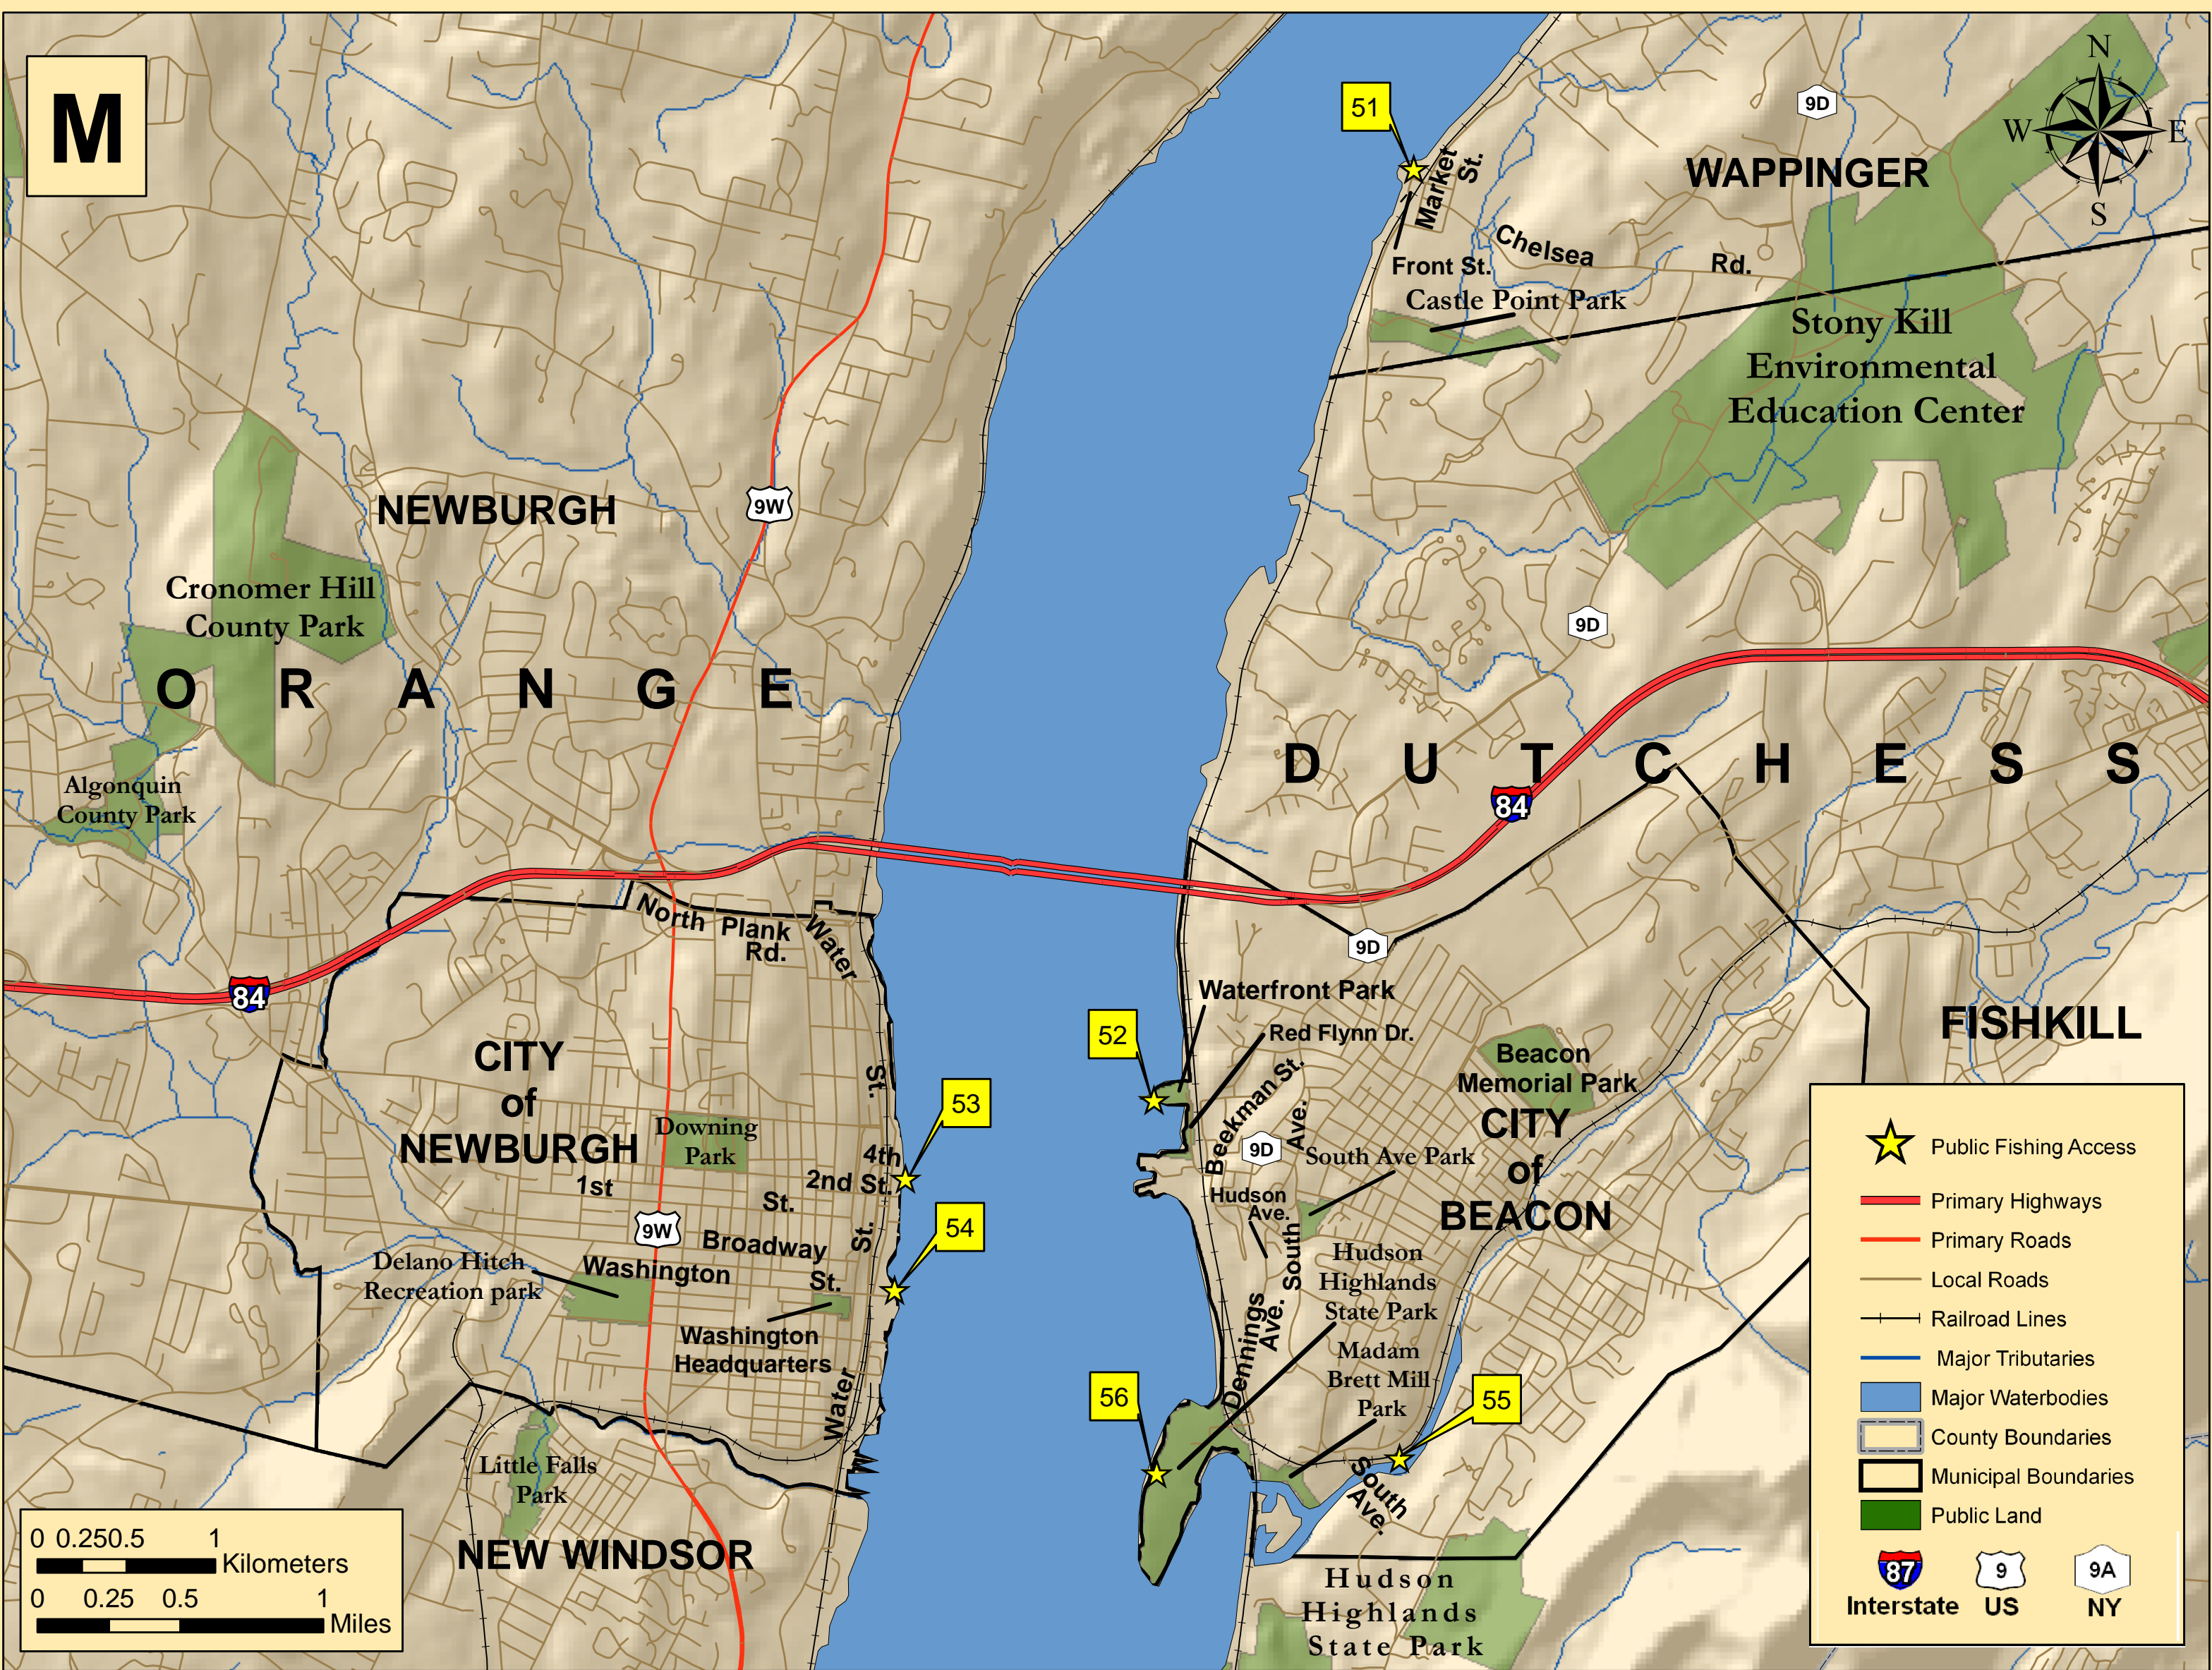 M
N
W E
S
51
9D
WAPPINGER
Market
St.
Chelsea
Rd.
Front St.
Castle Point Park
Stony Kill
Environmental
Education Center
NEWBURGH
9W
Cronomer Hill
County Park
9D
O R A N G E
D U T C H E S S
Algonquin
County Park
84
North Plank
Rd.
Water
9D
84
Waterfront Park
52
Red Flynn Dr.
FISHKILL
CITY
of
NEWBURGH
Beacon
Memorial Park
Beekman St.
St.
53
Ave.
CITY
of
BEACON
Downing
Park
4th
9D
South Ave Park
1st
2nd St.
St.
Hudson
Ave.
9W
Broadway
St.
54
South
Delano Hitch
Recreation park
Washington
St.
Hudson
Highlands
State Park
Washington
Headquarters
Dennings
Ave.
Madam
Brett Mill
Park
Water
56
55
Little Falls
Park
South
Ave.
NEW WINDSOR
Hudson
Highlands
State Park
0 0.25 0.5 1
Kilometers
0 0.25 0.5 1
Miles
Public Fishing Access
Primary Highways
Primary Roads
Local Roads
Railroad Lines
Major Tributaries
Major Waterbodies
County Boundaries
Municipal Boundaries
Public Land
87 9 9A
Interstate US NY